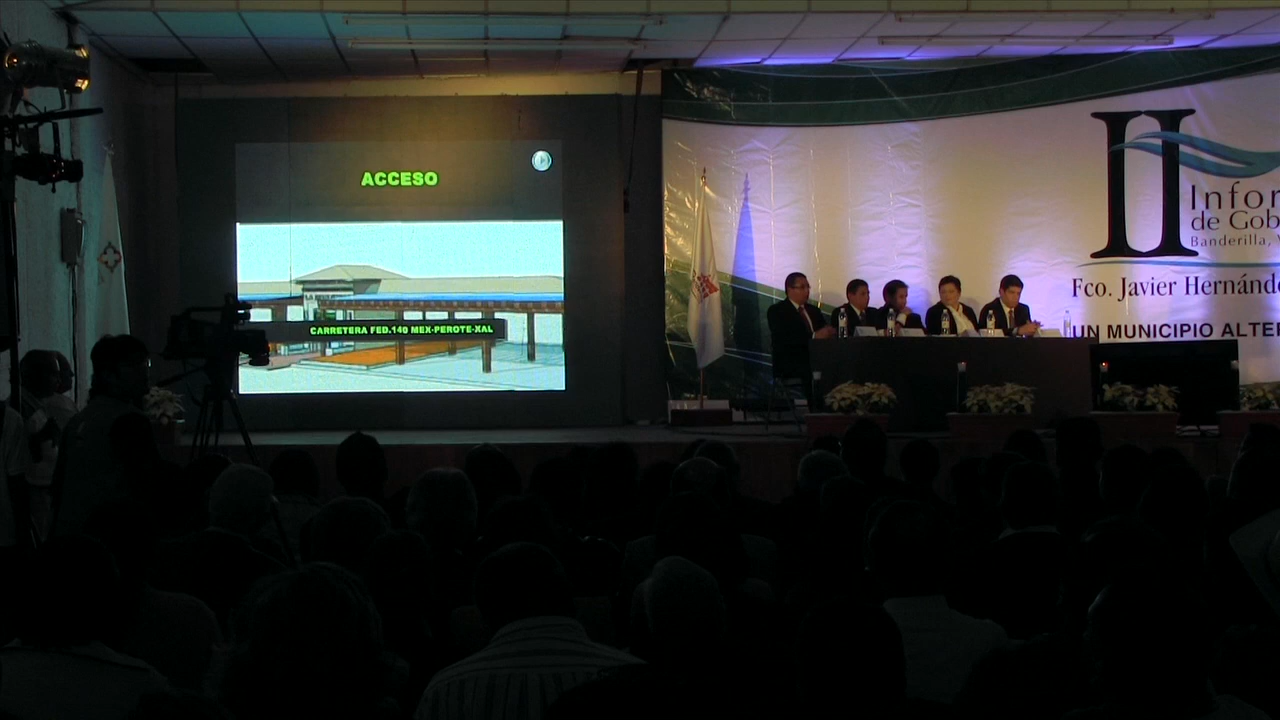 ACCESO
CARRETERA FED.140 MEX-PEROTE-XAL
II
Infor
de Gob
Banderilla, V
Fco. Javier Hernánde
UN MUNICIPIO ALTE